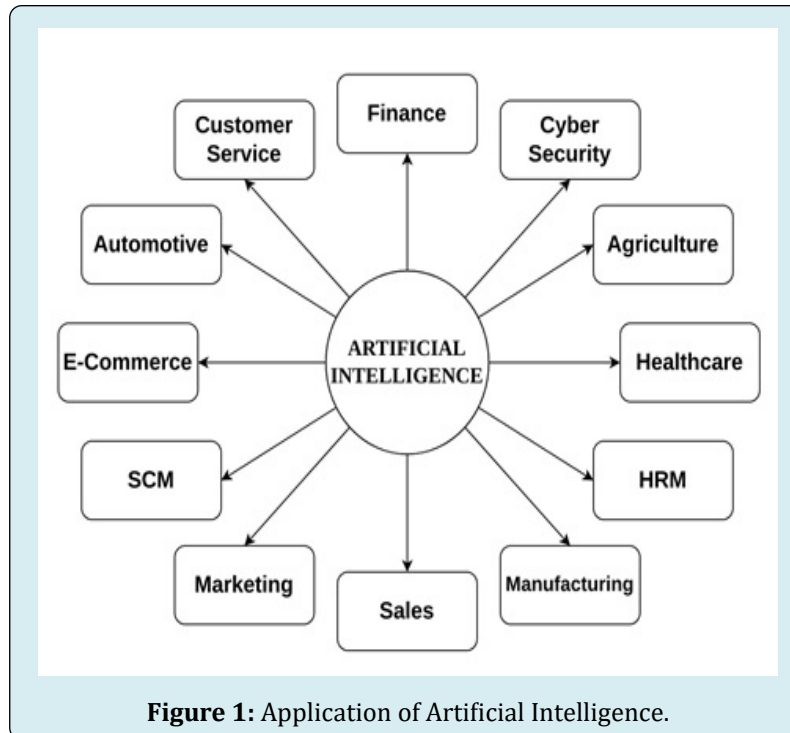 Finance
Customer
Service
Cyber
Security
Automotive
Agriculture
E-Commerce
ARTIFICIAL
INTELLIGENCE
Healthcare
SCM
HRM
Marketing
Sales
Manufacturing
Figure 1: Application of Artificial Intelligence.